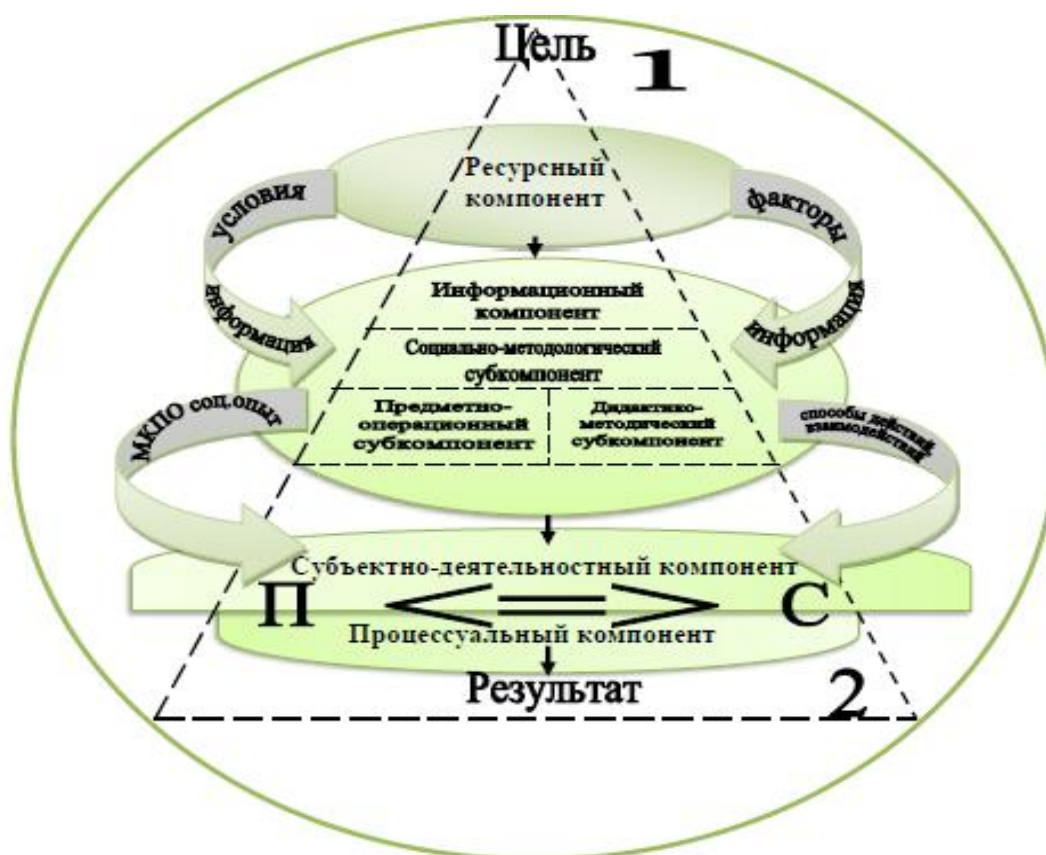 Цель
1
Ресурсный
компонент
условия
факторы
информация
информация
Информационный
компонент
Социально-методологический
субкомпонент
Предметно-
операционный
субкомпонент
Дидактико-
методический
субкомпонент
МКПО соц.опыт
способы действий,
взаимодействий
Субъектно-деятельностный компонент
П
С
Процессуальный компонент
Результат
2